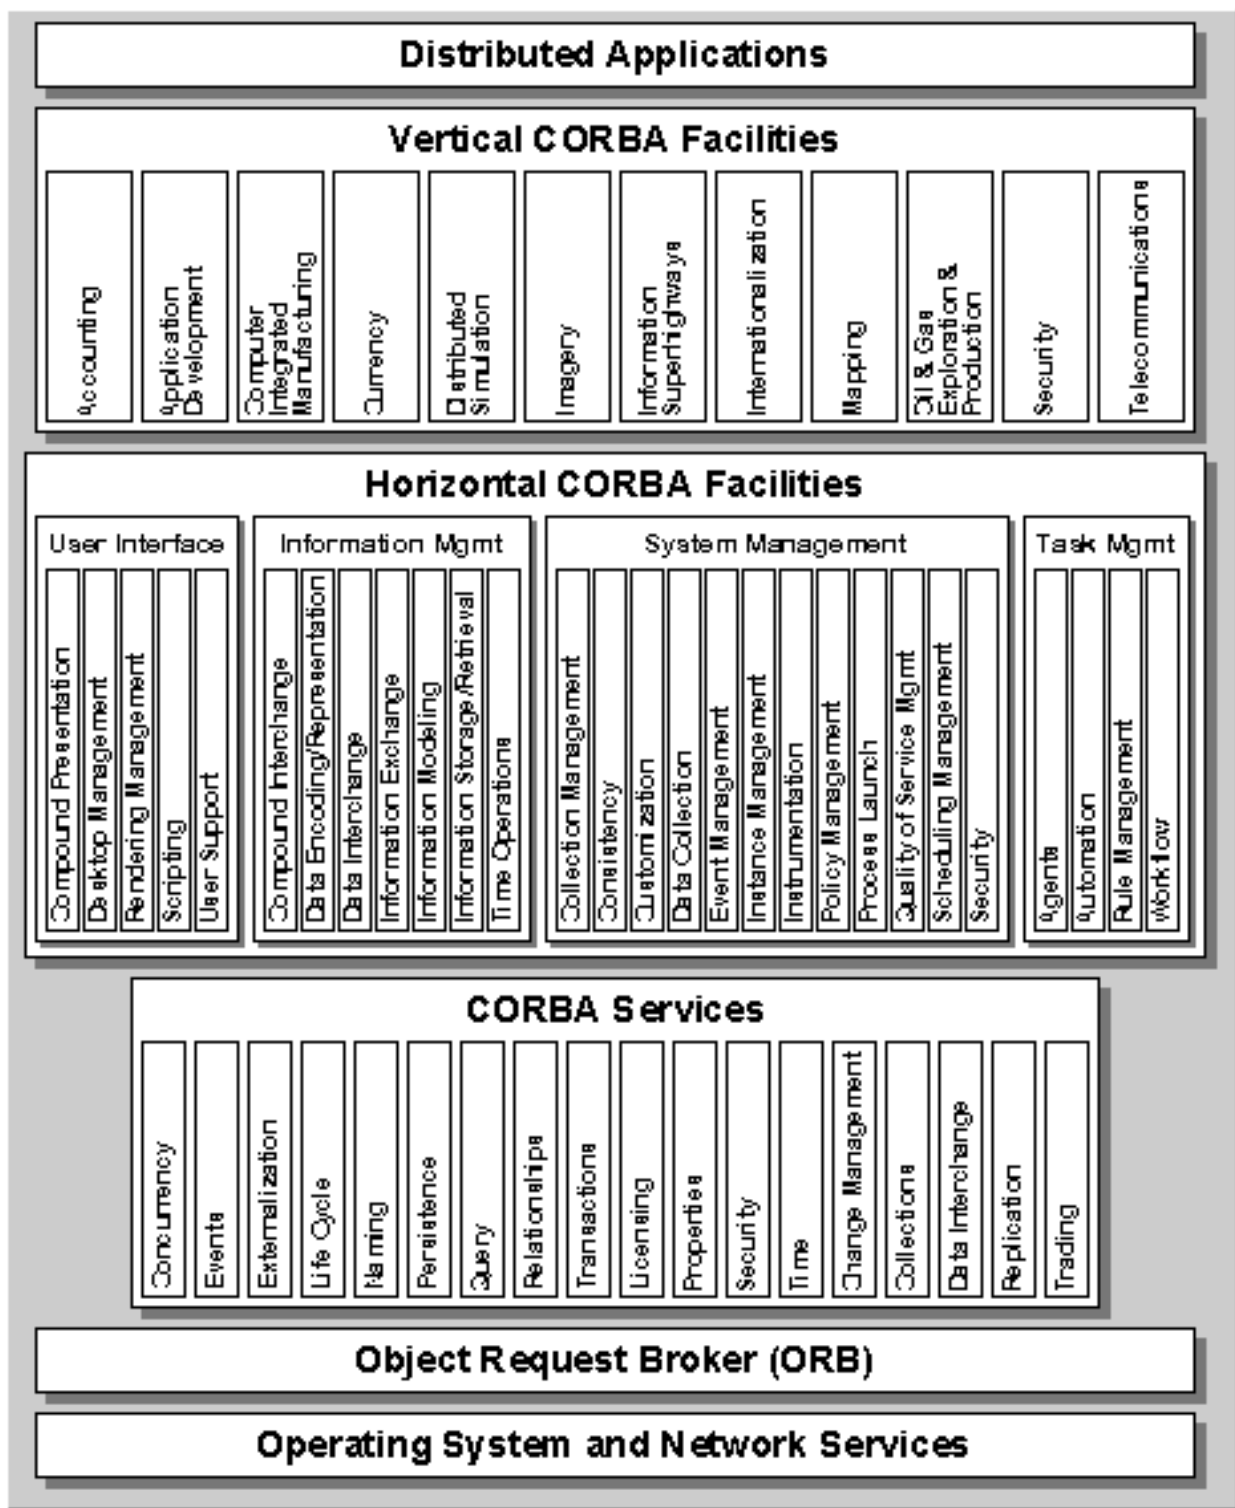 Distributed Applications
Vertical CORBA Facilities
Accounting
Application
Development
Computer
Integrated
Manufacturing
Currency
Distributed
Simulation
Imagery
Information
Superhighways
Internationalization
Mapping
Oil & Gas
Exploration &
Production
Security
Telecommunications
Horizontal CORBA Facilities
User Interface
Compound Presentation
Desktop Management
Rendering Management
Scripting
User Support
Information Mgmt
Compound Interchange
Data Encoding/Representation
Data Interchange
Information Exchange
Information Modeling
Information Storage/Retrieval
Time Operations
System Management
Collection Management
Consistency
Customization
Data Collection
Event Management
Instance Management
Instrumentation
Policy Management
Process Launch
Quality of Service Mgmt
Scheduling Management
Security
Task Mgmt
Agents
Automation
Rule Management
Workflow
CORBA Services
Concurrency
Events
Externalization
Life Cycle
Naming
Persistence
Query
Relationships
Transactions
Licensing
Properties
Security
Time
Change Management
Collections
Data Interchange
Replication
Trading
Object Request Broker (ORB)
Operating System and Network Services